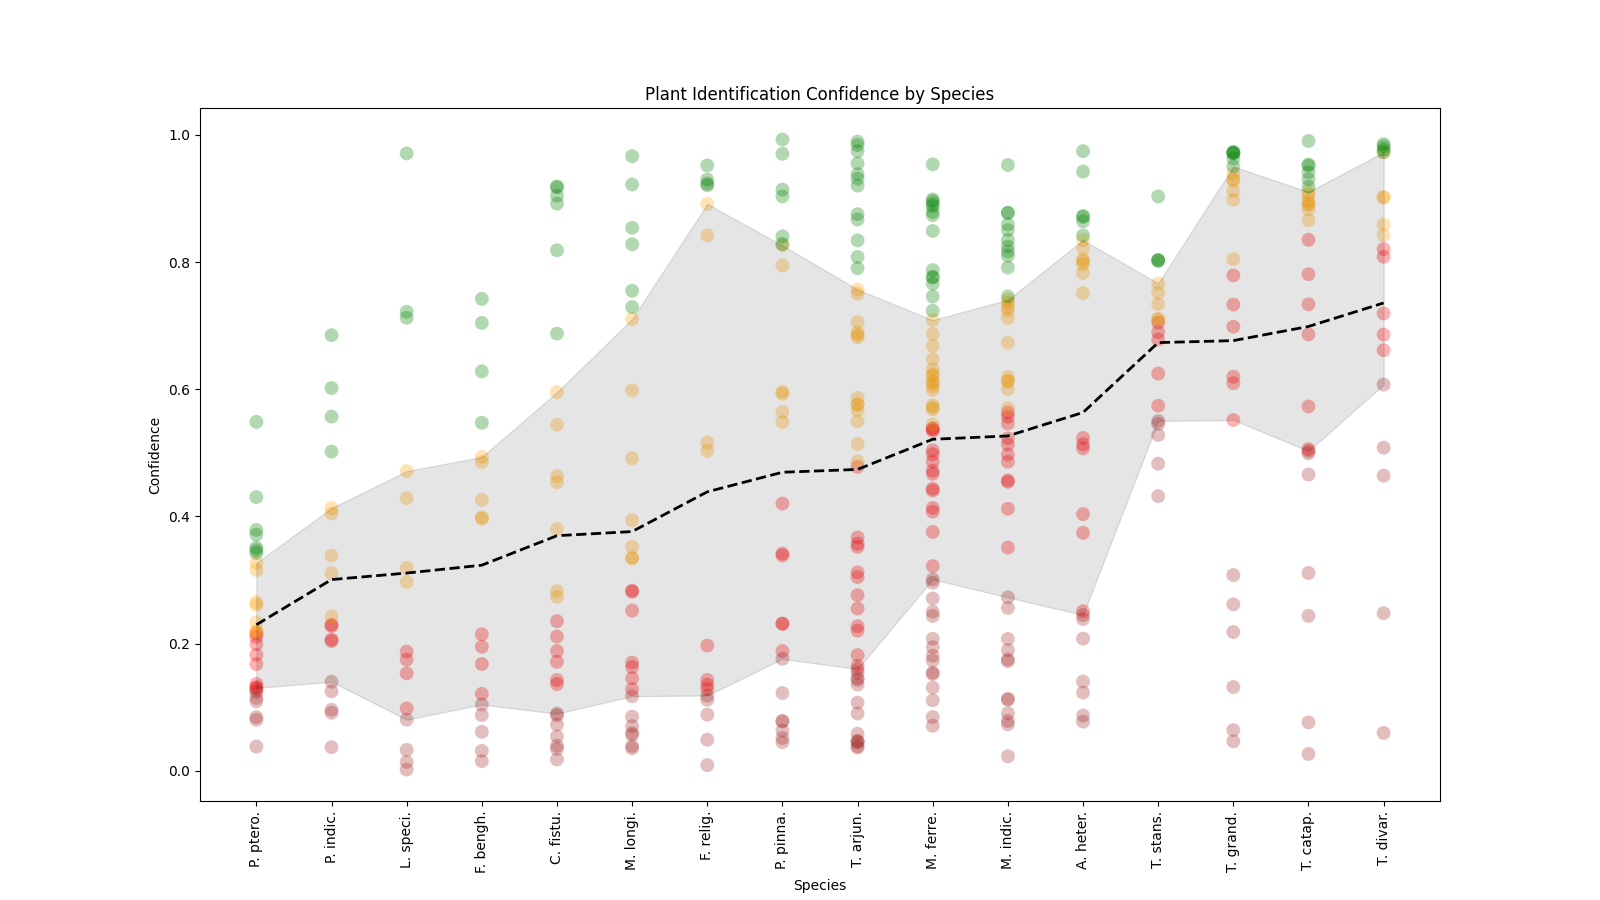 Plant Identification Confidence by Species
Confidence
1.0
0.8
0.6
0.4
0.2
0.0
P. ptero.
P. indic.
L. speci.
F. bengh.
C. fistu.
M. longi.
F. relig.
P. pinna.
T. arjun.
M. ferre.
M. indic.
A. heter.
T. stans.
T. grand.
T. catap.
T. divar.
Species